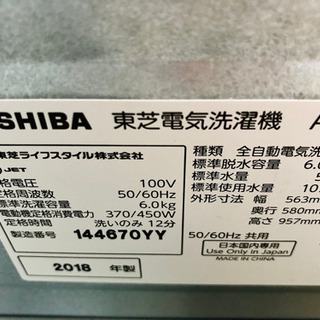 SHIBA 東芝電気洗濯機 A
東芝ライフスタイル株式会社
JET
格電圧 100V
定格周波数 50/60Hz
標準洗濯容量 6.0kg
電動機定格消費電力 370/450W
定格時間 洗いのみ 12分
製造番号 144670YY
2018 年製
種類 全自動電気洗
標準脱水容量 6.0
標準水量 5
標準使用水量 10
外形寸法 幅 563m
奥行 580mm
高さ 957mm
50/60Hz 共用
日本国内専用
Use Only in Japan
MADE IN CHINA